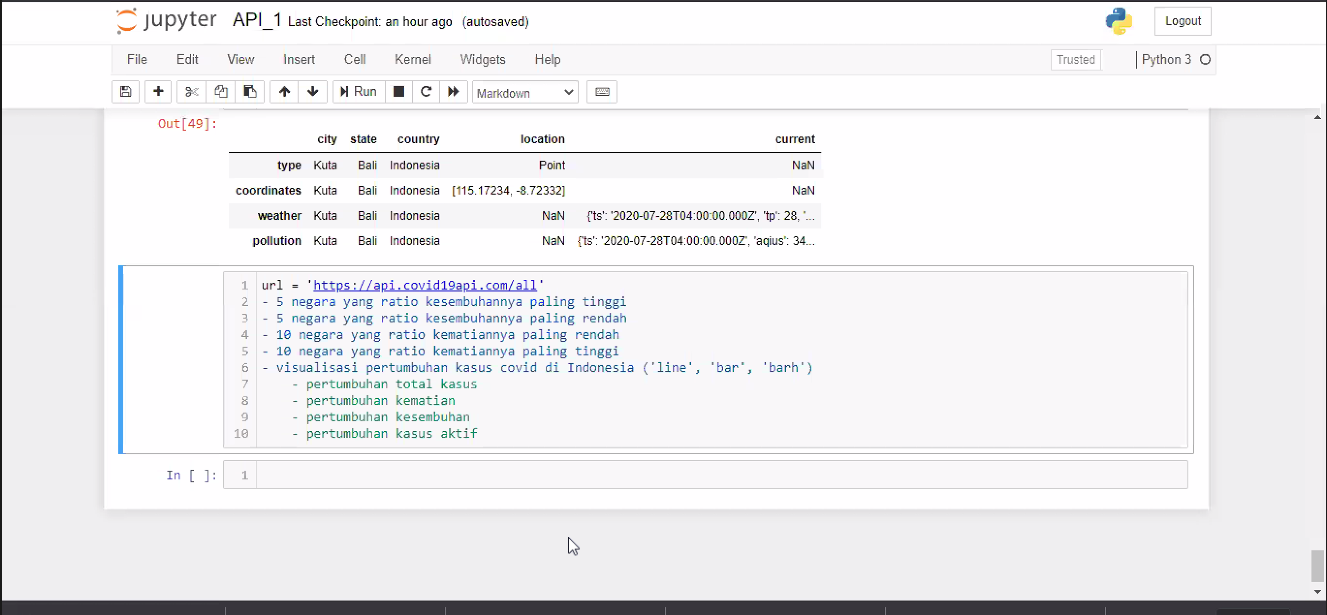 jupyter API_1 Last Checkpoint: an hour ago (autosaved)
Logout
File Edit View Insert Cell Kernel Widgets Help
Trusted
Python 3
Run
Markdown
Out[49]:
city state country location current
type Kuta Bali Indonesia Point NaN
coordinates Kuta Bali Indonesia [115.17234, -8.72332] NaN
weather Kuta Bali Indonesia NaN {'ts': '2020-07-28T04:00:00.000Z', 'tp': 28, '...
pollution Kuta Bali Indonesia NaN {'ts': '2020-07-28T04:00:00.000Z', 'aqius': 34...
1 url = 'https://api.covid19api.com/all'
2 - 5 negara yang ratio kesembuhannya paling tinggi
3 - 5 negara yang ratio kesembuhannya paling rendah
4 - 10 negara yang ratio kematiannya paling rendah
5 - 10 negara yang ratio kematiannya paling tinggi
6 - visualisasi pertumbuhan kasus covid di Indonesia ('line', 'bar', 'barh')
7 - pertumbuhan total kasus
8 - pertumbuhan kematian
9 - pertumbuhan kesembuhan
10 - pertumbuhan kasus aktif
In [ ]: 1